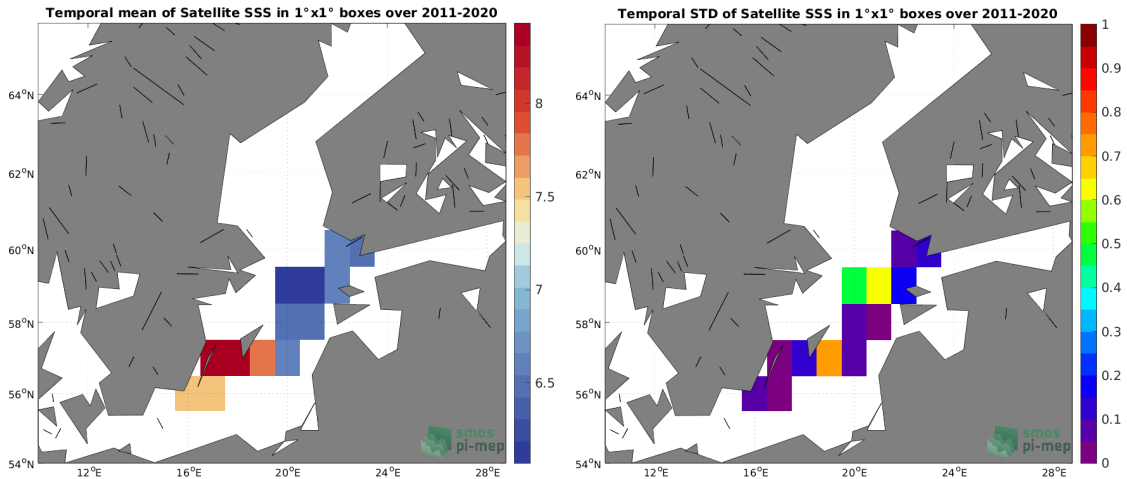 Temporal mean of Satellite SSS in 1°x1° boxes over 2011-2020
64°N
62°N
60°N
58°N
56°N
54°N
12°E
16°E
20°E
24°E
28°E
8
7.5
7
6.5
smos
pi-mep
Temporal STD of Satellite SSS in 1°x1° boxes over 2011-2020
64°N
62°N
60°N
58°N
56°N
54°N
12°E
16°E
20°E
24°E
28°E
1
0.9
0.8
0.7
0.6
0.5
0.4
0.3
0.2
0.1
0
smos
pi-mep